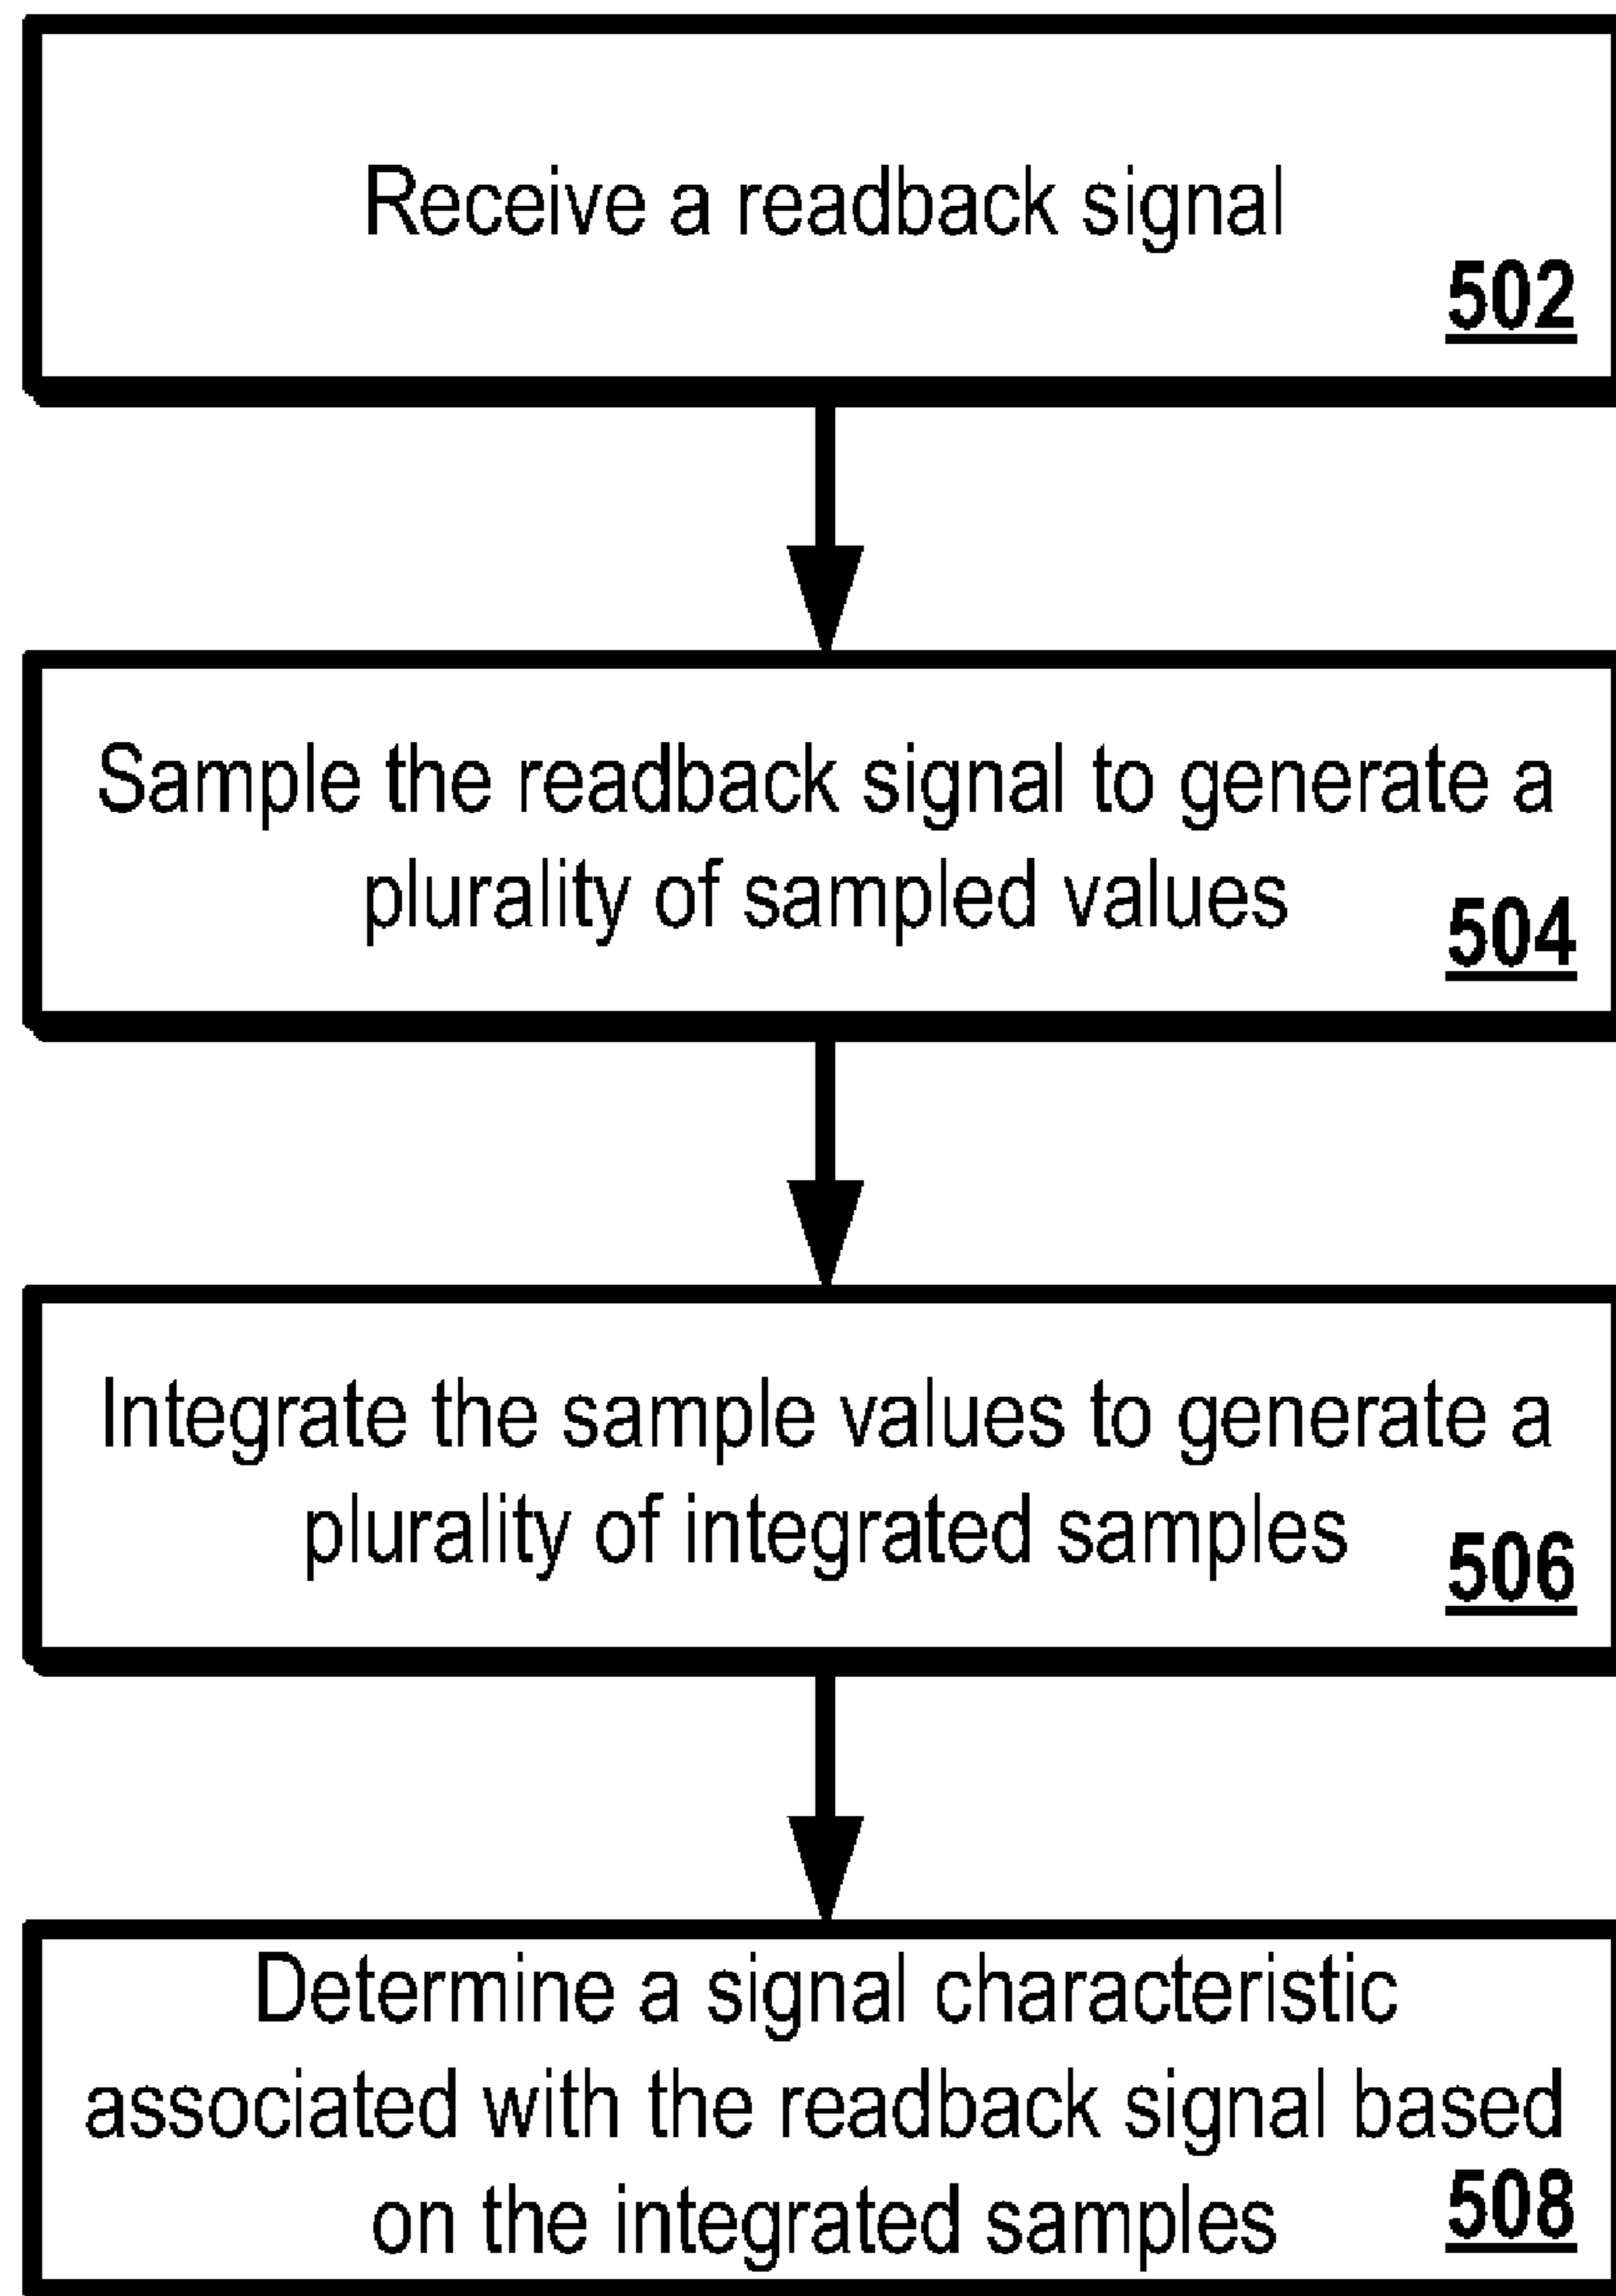 Receive a readback signal
502
Sample the readback signal to generate a
plurality of sampled values
504
Integrate the sample values to generate a
plurality of integrated samples
506
Determine a signal characteristic
associated with the readback signal based
on the integrated samples
508